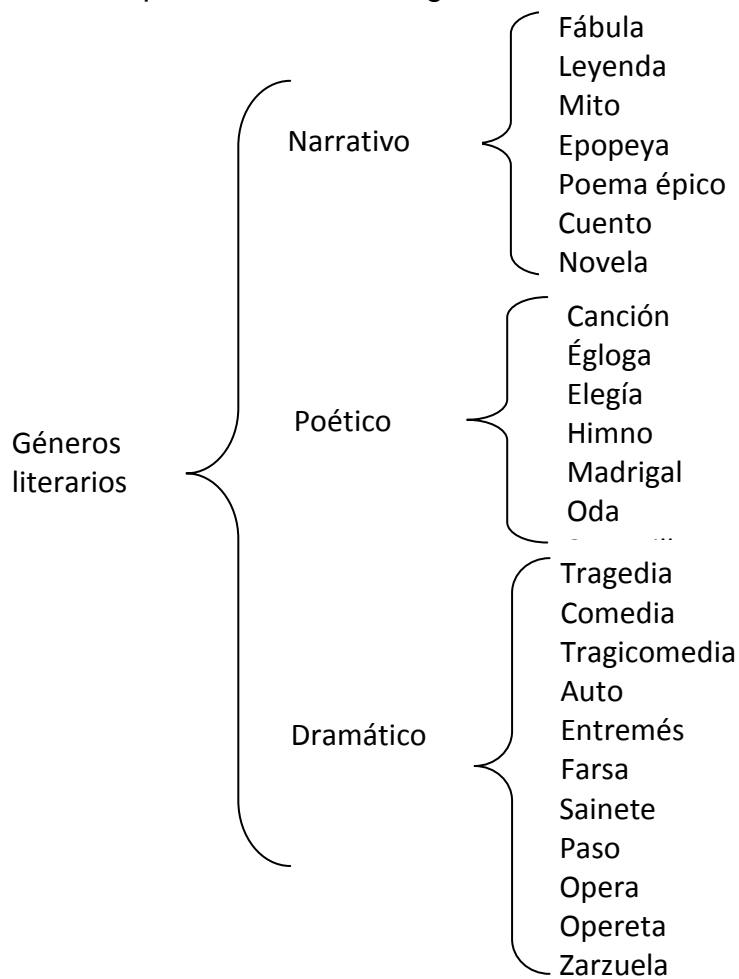 Géneros
literarios
Narrativo
Fábula
Leyenda
Mito
Epopeya
Poema épico
Cuento
Novela
Poético
Canción
Égloga
Elegía
Himno
Madrigal
Oda
Dramático
Tragedia
Comedia
Tragicomedia
Auto
Entremés
Farsa
Sainete
Paso
Opera
Opereta
Zarzuela